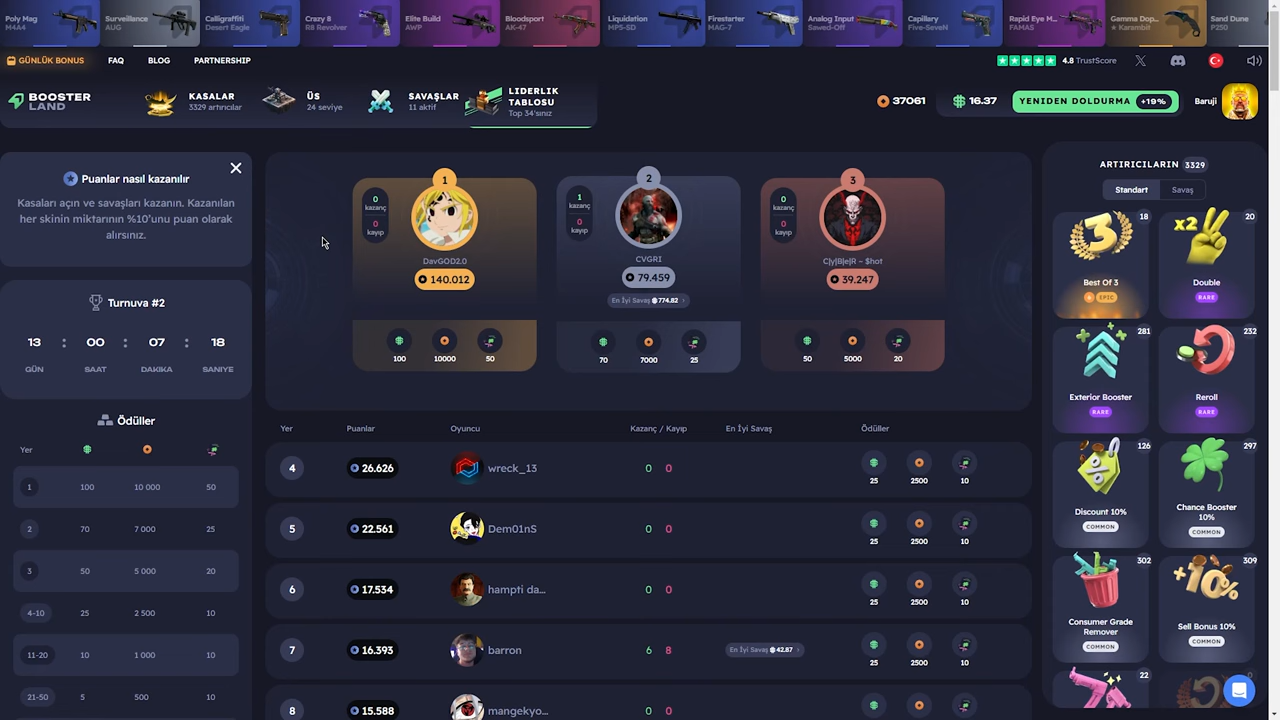 Poly Mag
M4A4
Surveillance
AUG
Calligraffiti
Desert Eagle
Crazy 8
R8 Revolver
Elite Build
AWP
Bloodsport
AK-47
Liquidation
MP5-SD
Firestarter
MAG-7
Analog Input
Sawed-Off
Capillary
Five-SeveN
Rapid Eye M...
FAMAS
Gamma Dop...
★ Karambit
Sand Dune
P250
GÜNLÜK BONUS
FAQ
BLOG
PARTNERSHIP
4.8 TrustScore
BOOSTER
LAND
KASALAR
3329 artırıcılar
ÜS
24 seviye
SAVAŞLAR
11 aktif
LIDERLIK
TABLOSU
Top 34'sınız
37061
16.37
YENIDEN DOLDURMA +19%
Baruji
Puanlar nasıl kazanılır
Kasaları açın ve savaşları kazanın. Kazanılan
her skinin miktarının %10'unu puan olarak
alırsınız.
Turnuva #2
13 : 00 : 07 : 18
GÜN SAAT DAKIKA SANIYE
Ödüller
Yer
1 100 10 000 50
2 70 7 000 25
3 50 5 000 20
4-10 25 2 500 10
11-20 10 1 000 10
21-50 5 500 10
1
0
kazanç
0
kayıp
DavGOD2.0
140.012
100 10000 50
2
1
kazanç
0
kayıp
CVGRI
79.459
En İyi Savaş 774.82 ›
70 7000 25
3
0
kazanç
0
kayıp
C|y|B|e|R – $hot
39.247
50 5000 20
Yer Puanlar Oyuncu Kazanç / Kayıp En İyi Savaş Ödüller
4 26.626 wreck_13 0 0
25 2500 10
5 22.561 Dem01nS 0 0
25 2500 10
6 17.534 hampti da... 0 0
25 2500 10
7 16.395 barron 6 8 En İyi Savaş 42.87 ›
25 2500 10
8 15.588 mangekyo... 0 0
ARTIRICILARIN 3329
Standart Savaş
18
3
Best Of 3
EPIC
20
x2
Double
RARE
281
Exterior Booster
RARE
232
Reroll
RARE
126
%
Discount 10%
COMMON
297
Chance Booster
10%
COMMON
302
Consumer Grade
Remover
COMMON
309
+10%
Sell Bonus 10%
COMMON
22